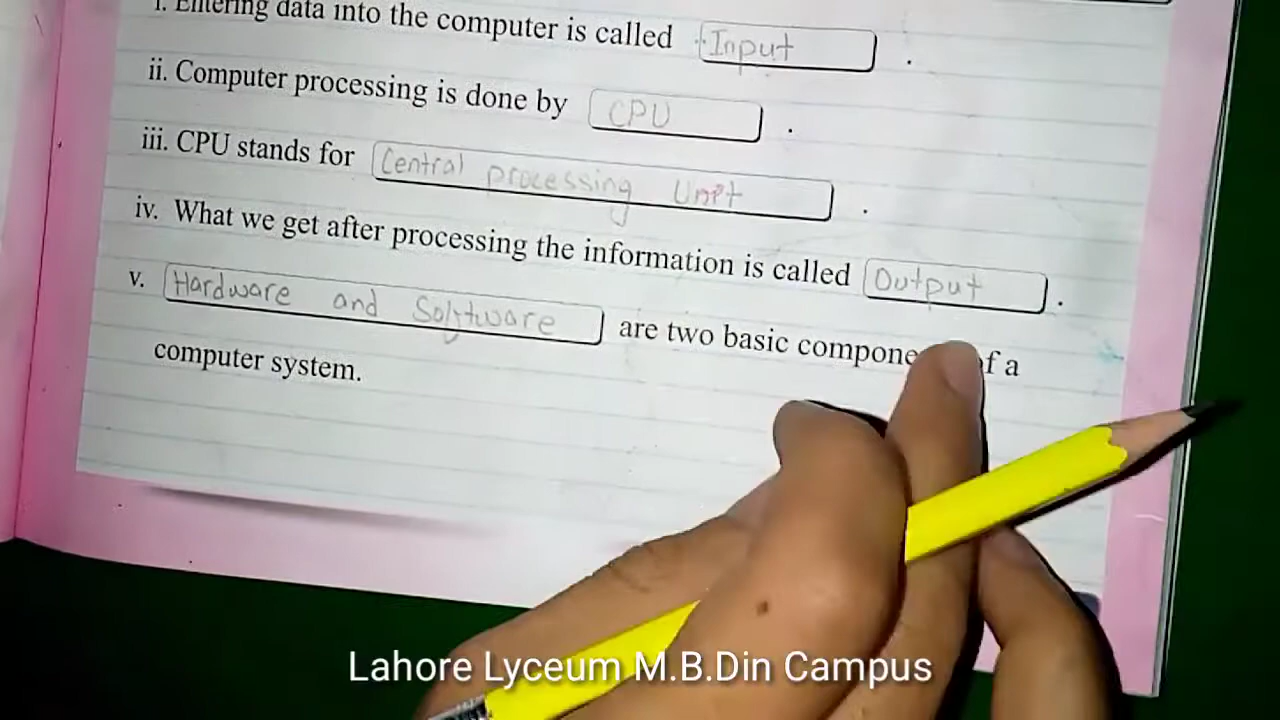 i. Entering data into the computer is called Input .
ii. Computer processing is done by CPU .
iii. CPU stands for Central processing Unit .
iv. What we get after processing the information is called Output .
v. Hardware and Software are two basic compone of a
computer system.
Lahore Lyceum M.B.Din Campus